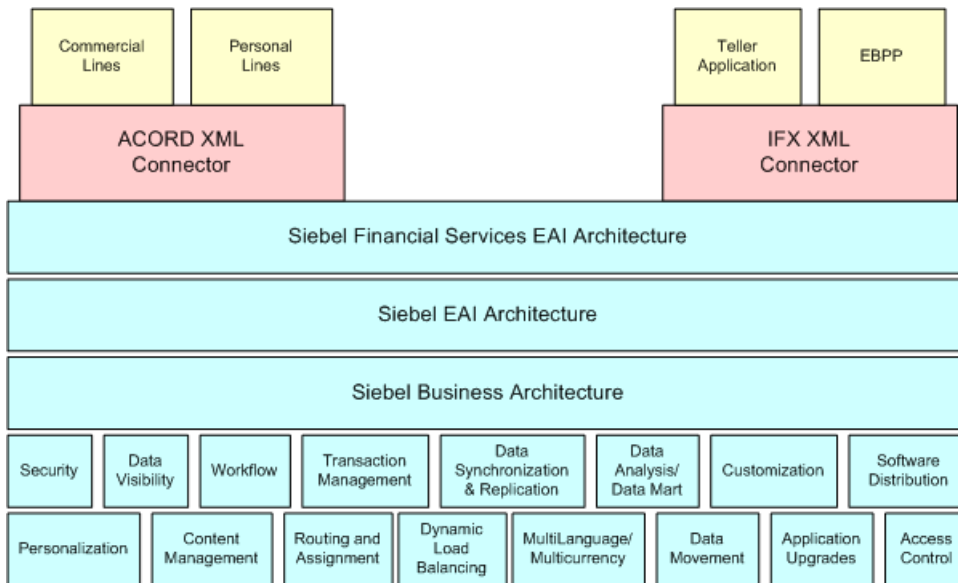 Commercial
Lines
Personal
Lines
Teller
Application
EBPP
ACORD XML
Connector
IFX XML
Connector
Siebel Financial Services EAI Architecture
Siebel EAI Architecture
Siebel Business Architecture
Security
Data
Visibility
Workflow
Transaction
Management
Data
Synchronization
& Replication
Data
Analysis/
Data Mart
Customization
Software
Distribution
Personalization
Content
Management
Routing and
Assignment
Dynamic
Load
Balancing
MultiLanguage/
Multicurrency
Data
Movement
Application
Upgrades
Access
Control